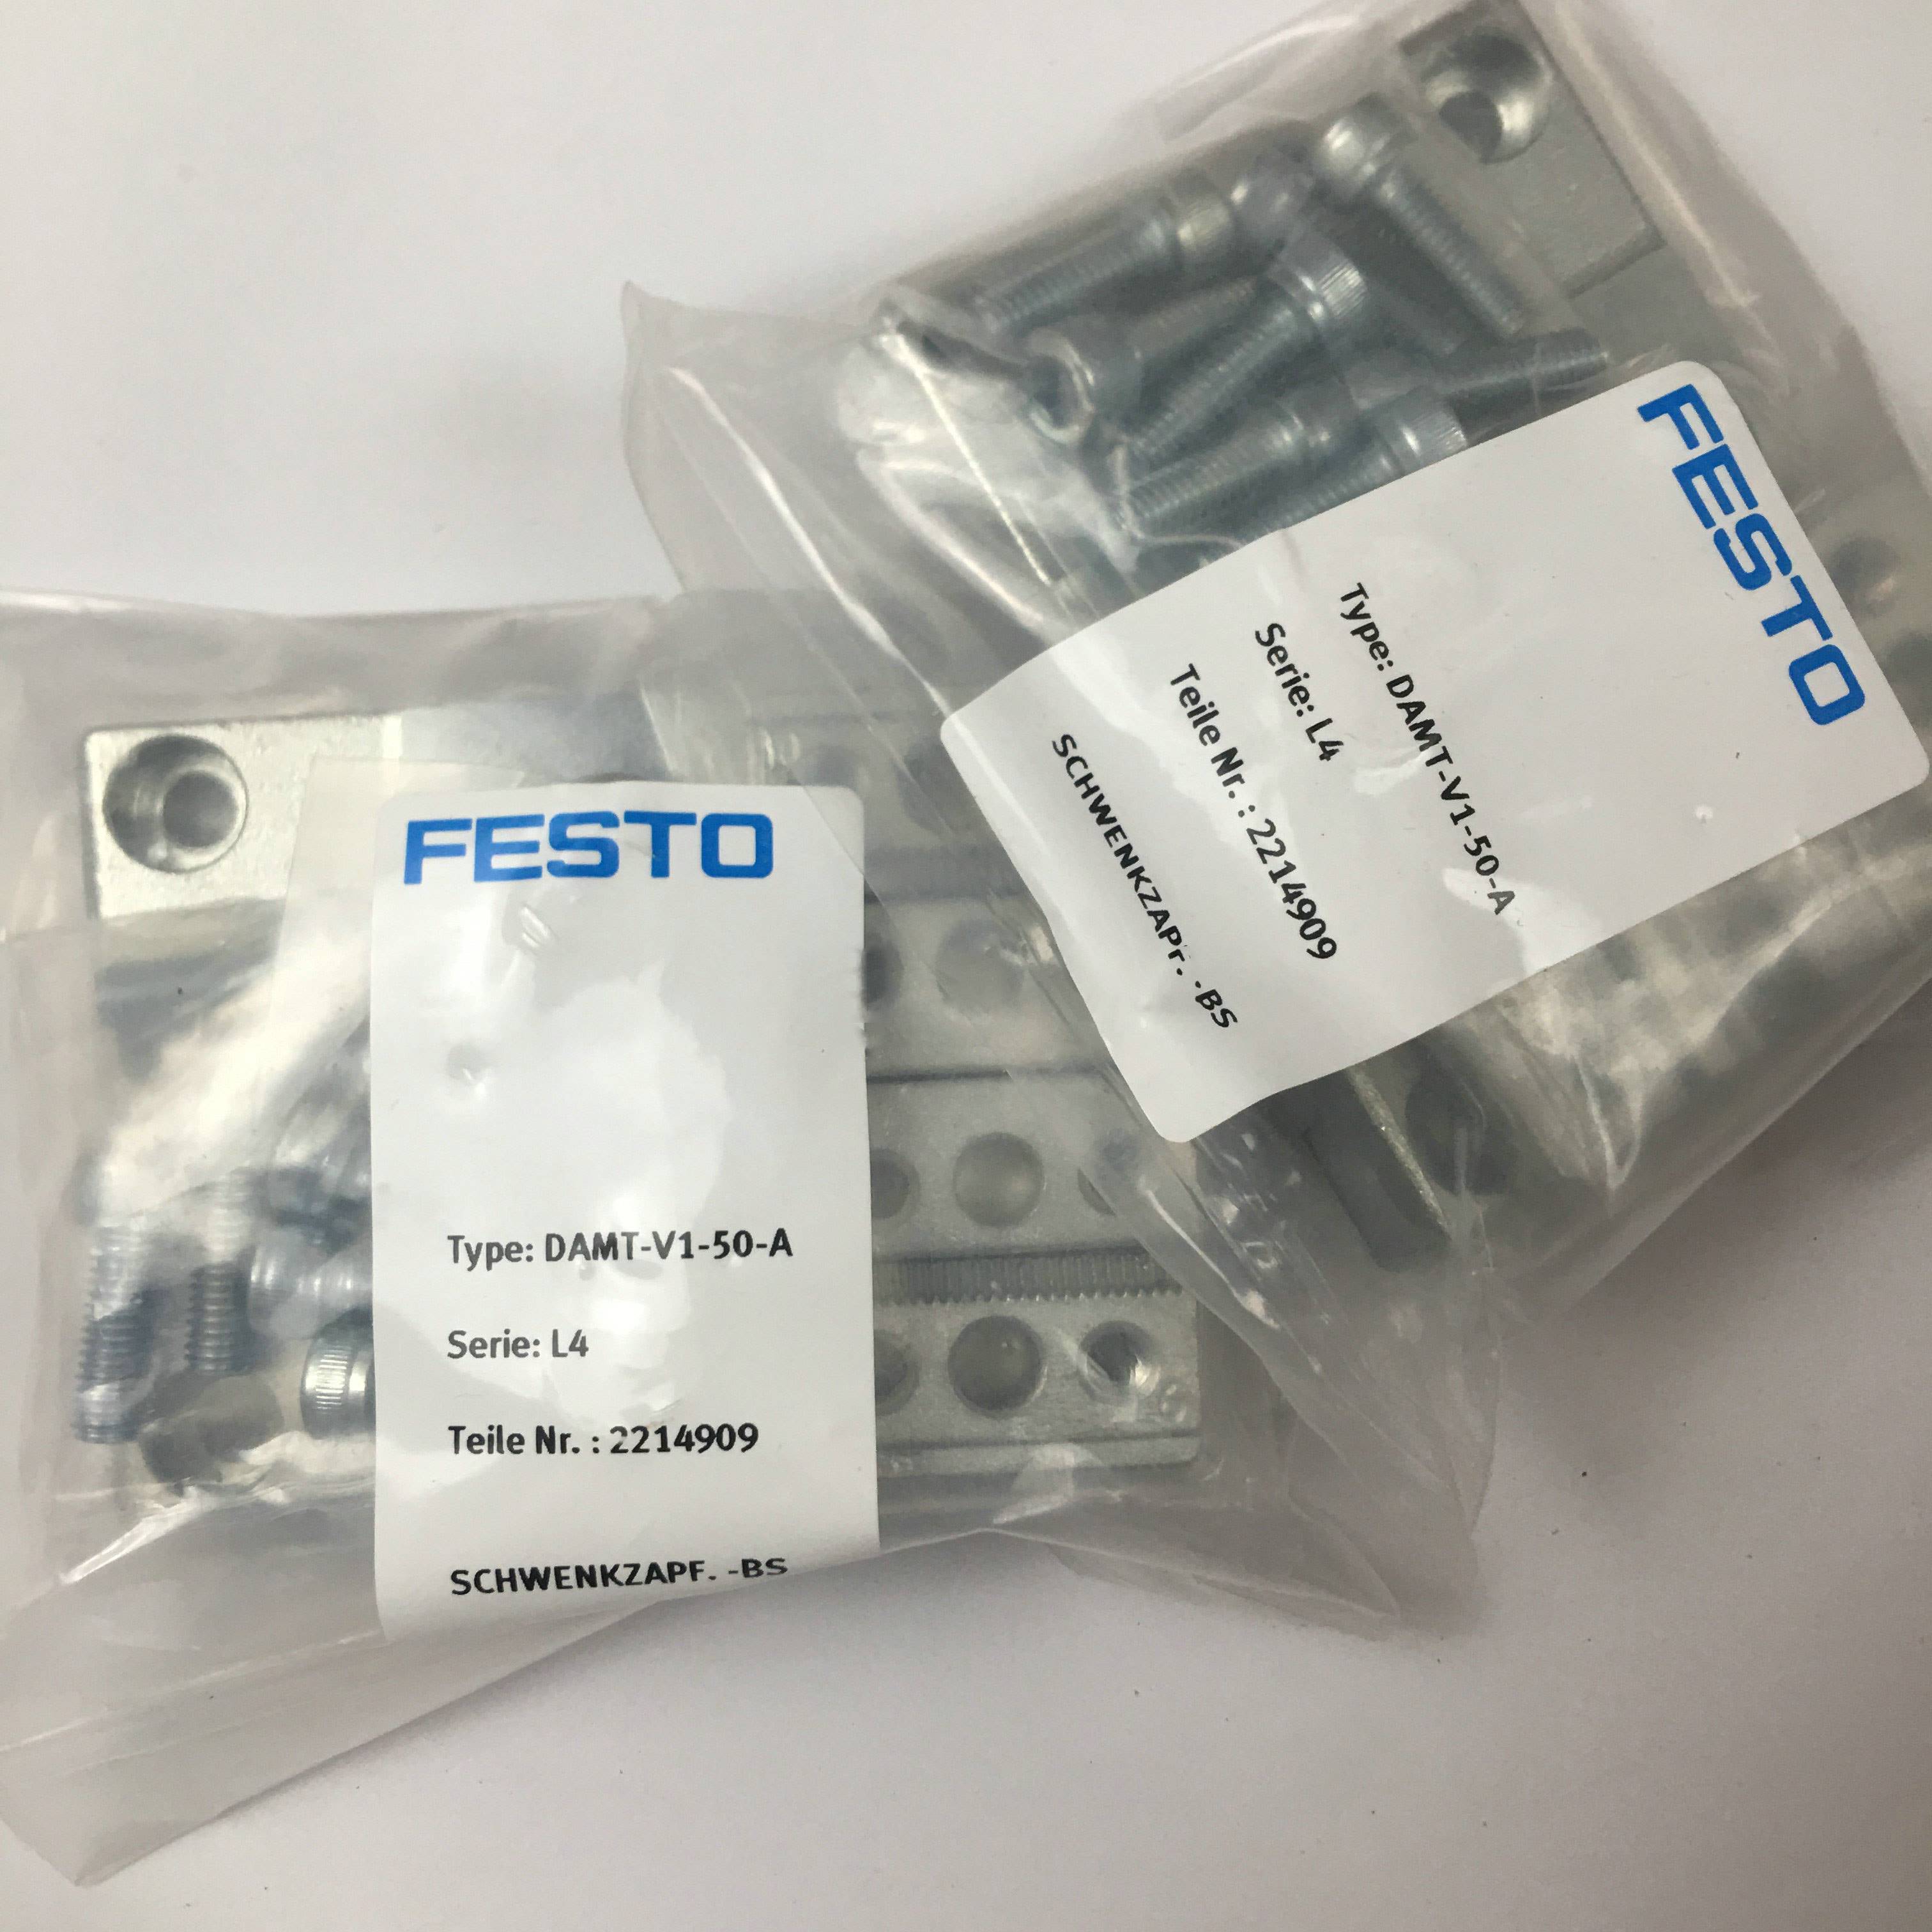 FESTO
Type: DAMT-V1-50-A
Serie: L4
Teile Nr. : 2214909
SCHWENKZAPF. -BS
FESTO
Type: DAMT-V1-50-A
Serie: L4
Teile Nr. : 2214909
SCHWENKZAPF. -BS